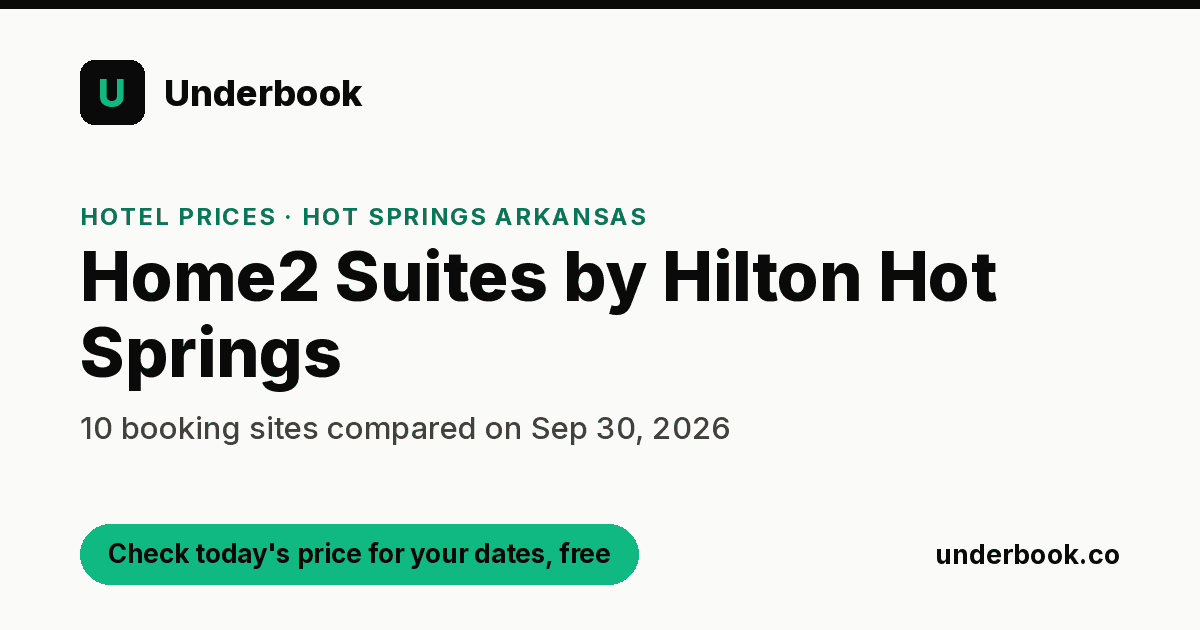 U Underbook
HOTEL PRICES · HOT SPRINGS ARKANSAS
Home2 Suites by Hilton Hot
Springs
10 booking sites compared on Sep 30, 2026
Check today's price for your dates, free
underbook.co